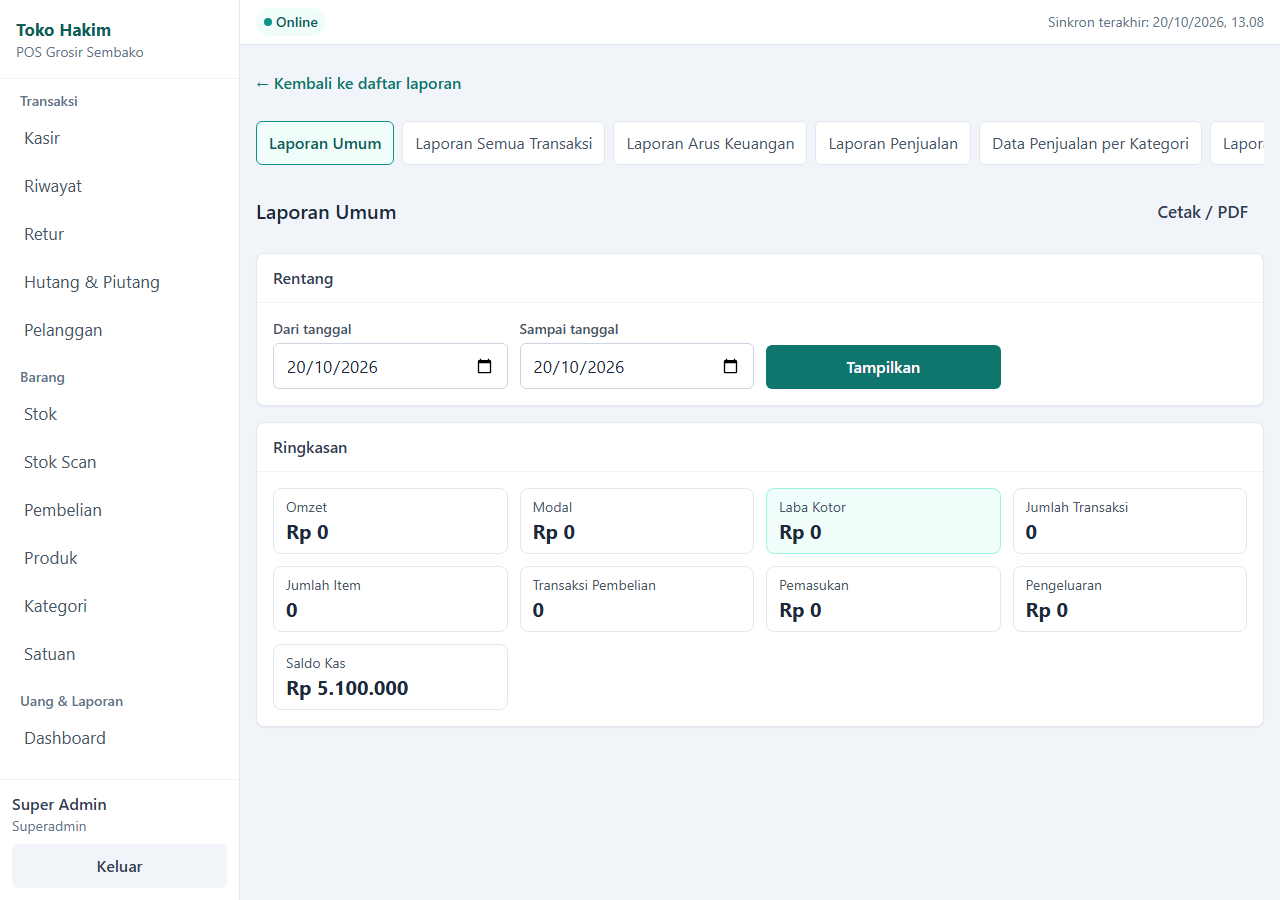 Toko Hakim
POS Grosir Sembako
Transaksi
Kasir
Riwayat
Retur
Hutang & Piutang
Pelanggan
Barang
Stok
Stok Scan
Pembelian
Produk
Kategori
Satuan
Uang & Laporan
Dashboard
Super Admin
Superadmin
Keluar
Online
Sinkron terakhir: 20/10/2026, 13.08
← Kembali ke daftar laporan
Laporan Umum
Laporan Semua Transaksi
Laporan Arus Keuangan
Laporan Penjualan
Data Penjualan per Kategori
Laporan Umum
Cetak / PDF
Rentang
Dari tanggal
20/10/2026
Sampai tanggal
20/10/2026
Tampilkan
Ringkasan
Omzet
Rp 0
Modal
Rp 0
Laba Kotor
Rp 0
Jumlah Transaksi
0
Jumlah Item
0
Transaksi Pembelian
0
Pemasukan
Rp 0
Pengeluaran
Rp 0
Saldo Kas
Rp 5.100.000